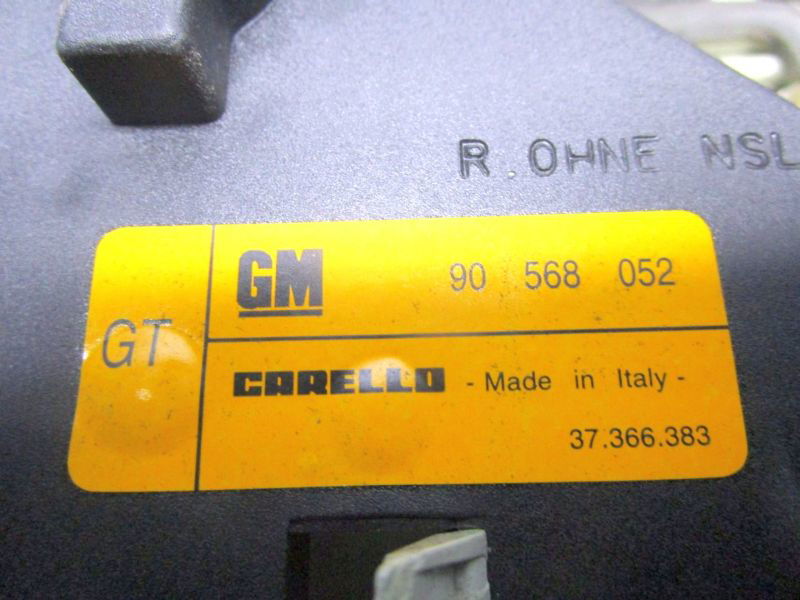 R. OHNE NSL
GT
GM 90 568 052
CARELLO - Made in Italy -
37.366.383